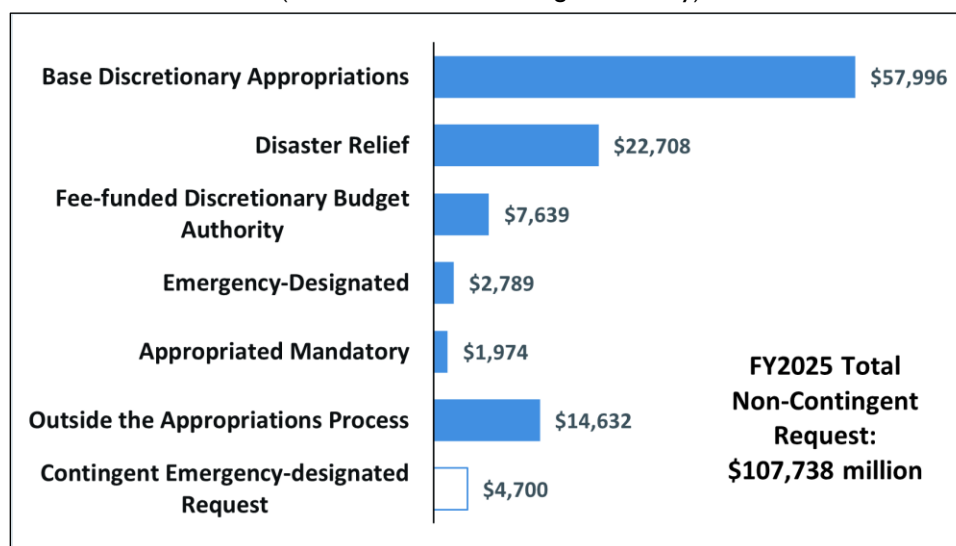 Base Discretionary Appropriations
$57,996
Disaster Relief
$22,708
Fee-funded Discretionary Budget
Authority
$7,639
Emergency-Designated
$2,789
Appropriated Mandatory
$1,974
Outside the Appropriations Process
$14,632
Contingent Emergency-designated
Request
$4,700
FY2025 Total
Non-Contingent
Request:
$107,738 million